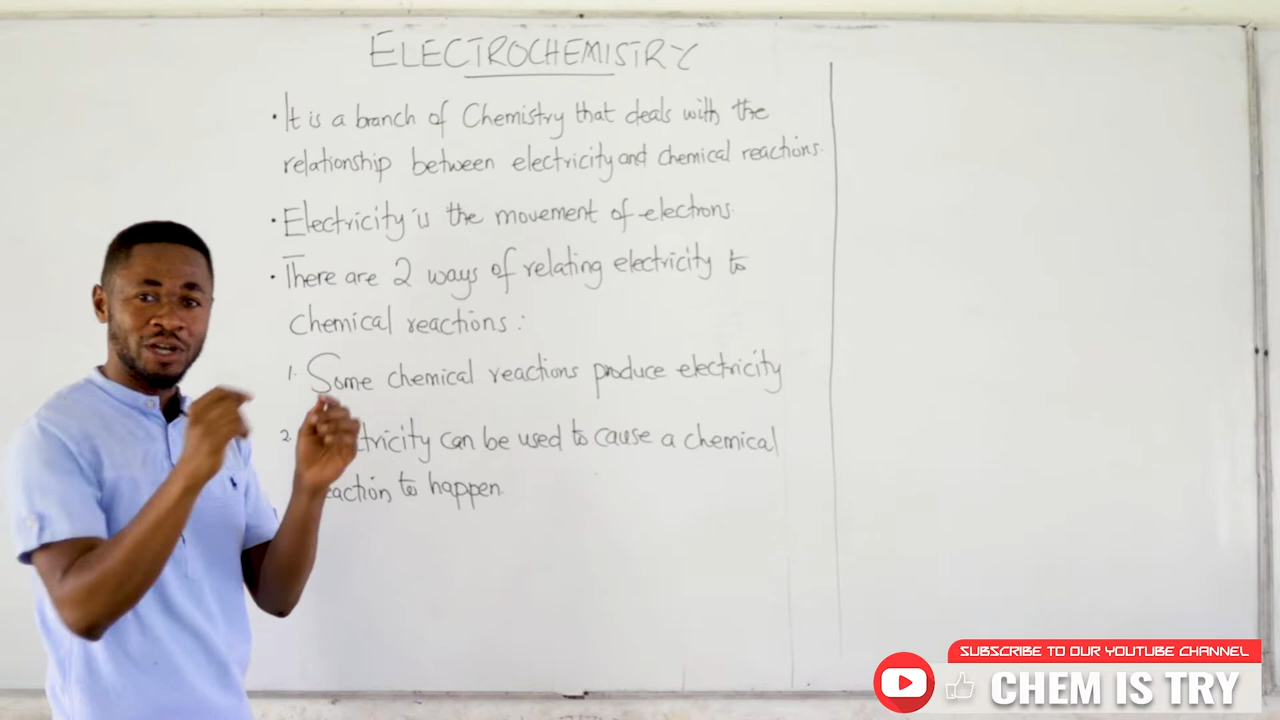 ELECTROCHEMISTRY
• It is a branch of Chemistry that deals with the
relationship between electricity and chemical reactions.
• Electricity is the movement of electrons.
• There are 2 ways of relating electricity to
Chemical reactions:
1. Some chemical reactions produce electricity
2. can be used to cause a chemical
to happen.
SUBSCRIBE TO OUR YOUTUBE CHANNEL
CHEM IS TRY